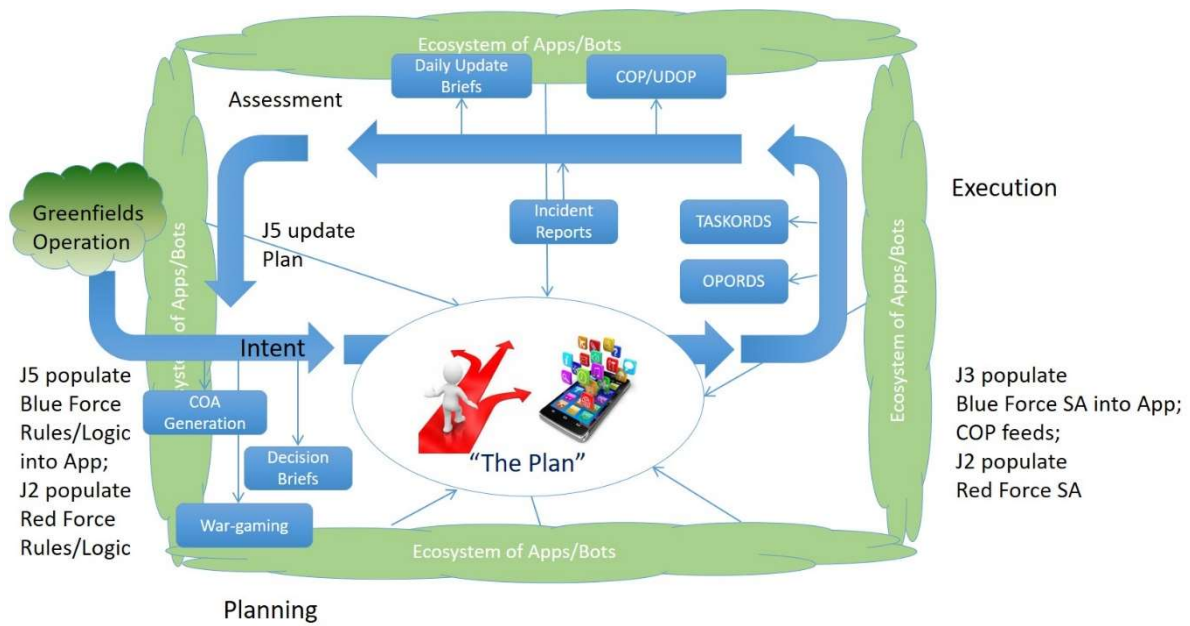 Ecosystem of Apps/Bots
Daily Update
Briefs
COP/UDOP
Assessment
Execution
Greenfields
Operation
Incident
Reports
TASKORDS
J5 update
Plan
OPORDS
of Apps/Bots
Ecosystem of Apps/Bots
Intent
J5 populate
Blue Force
Rules/Logic
into App;
J2 populate
Red Force
Rules/Logic
COA
Generation
Decision
Briefs
War-gaming
"The Plan"
J3 populate
Blue Force SA into App;
COP feeds;
J2 populate
Red Force SA
Ecosystem of Apps/Bots
Planning